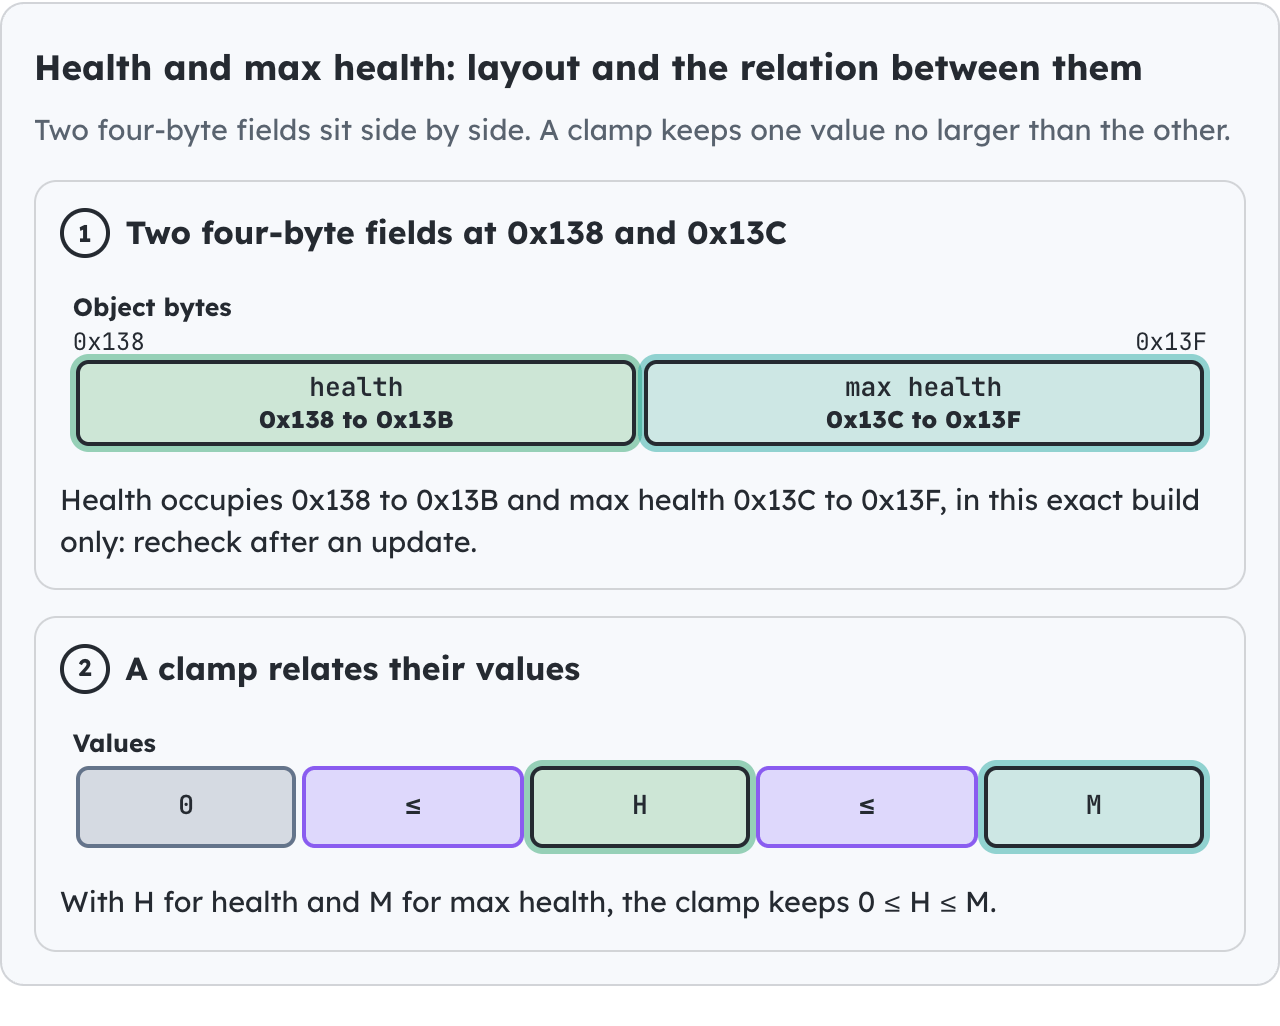 Health and max health: layout and the relation between them
Two four-byte fields sit side by side. A clamp keeps one value no larger than the other.
1 Two four-byte fields at 0x138 and 0x13C
Object bytes
0x138 0x13F
health max health
0x138 to 0x13B 0x13C to 0x13F
Health occupies 0x138 to 0x13B and max health 0x13C to 0x13F, in this exact build
only: recheck after an update.
2 A clamp relates their values
Values
0 ≤ H ≤ M
With H for health and M for max health, the clamp keeps 0 ≤ H ≤ M.